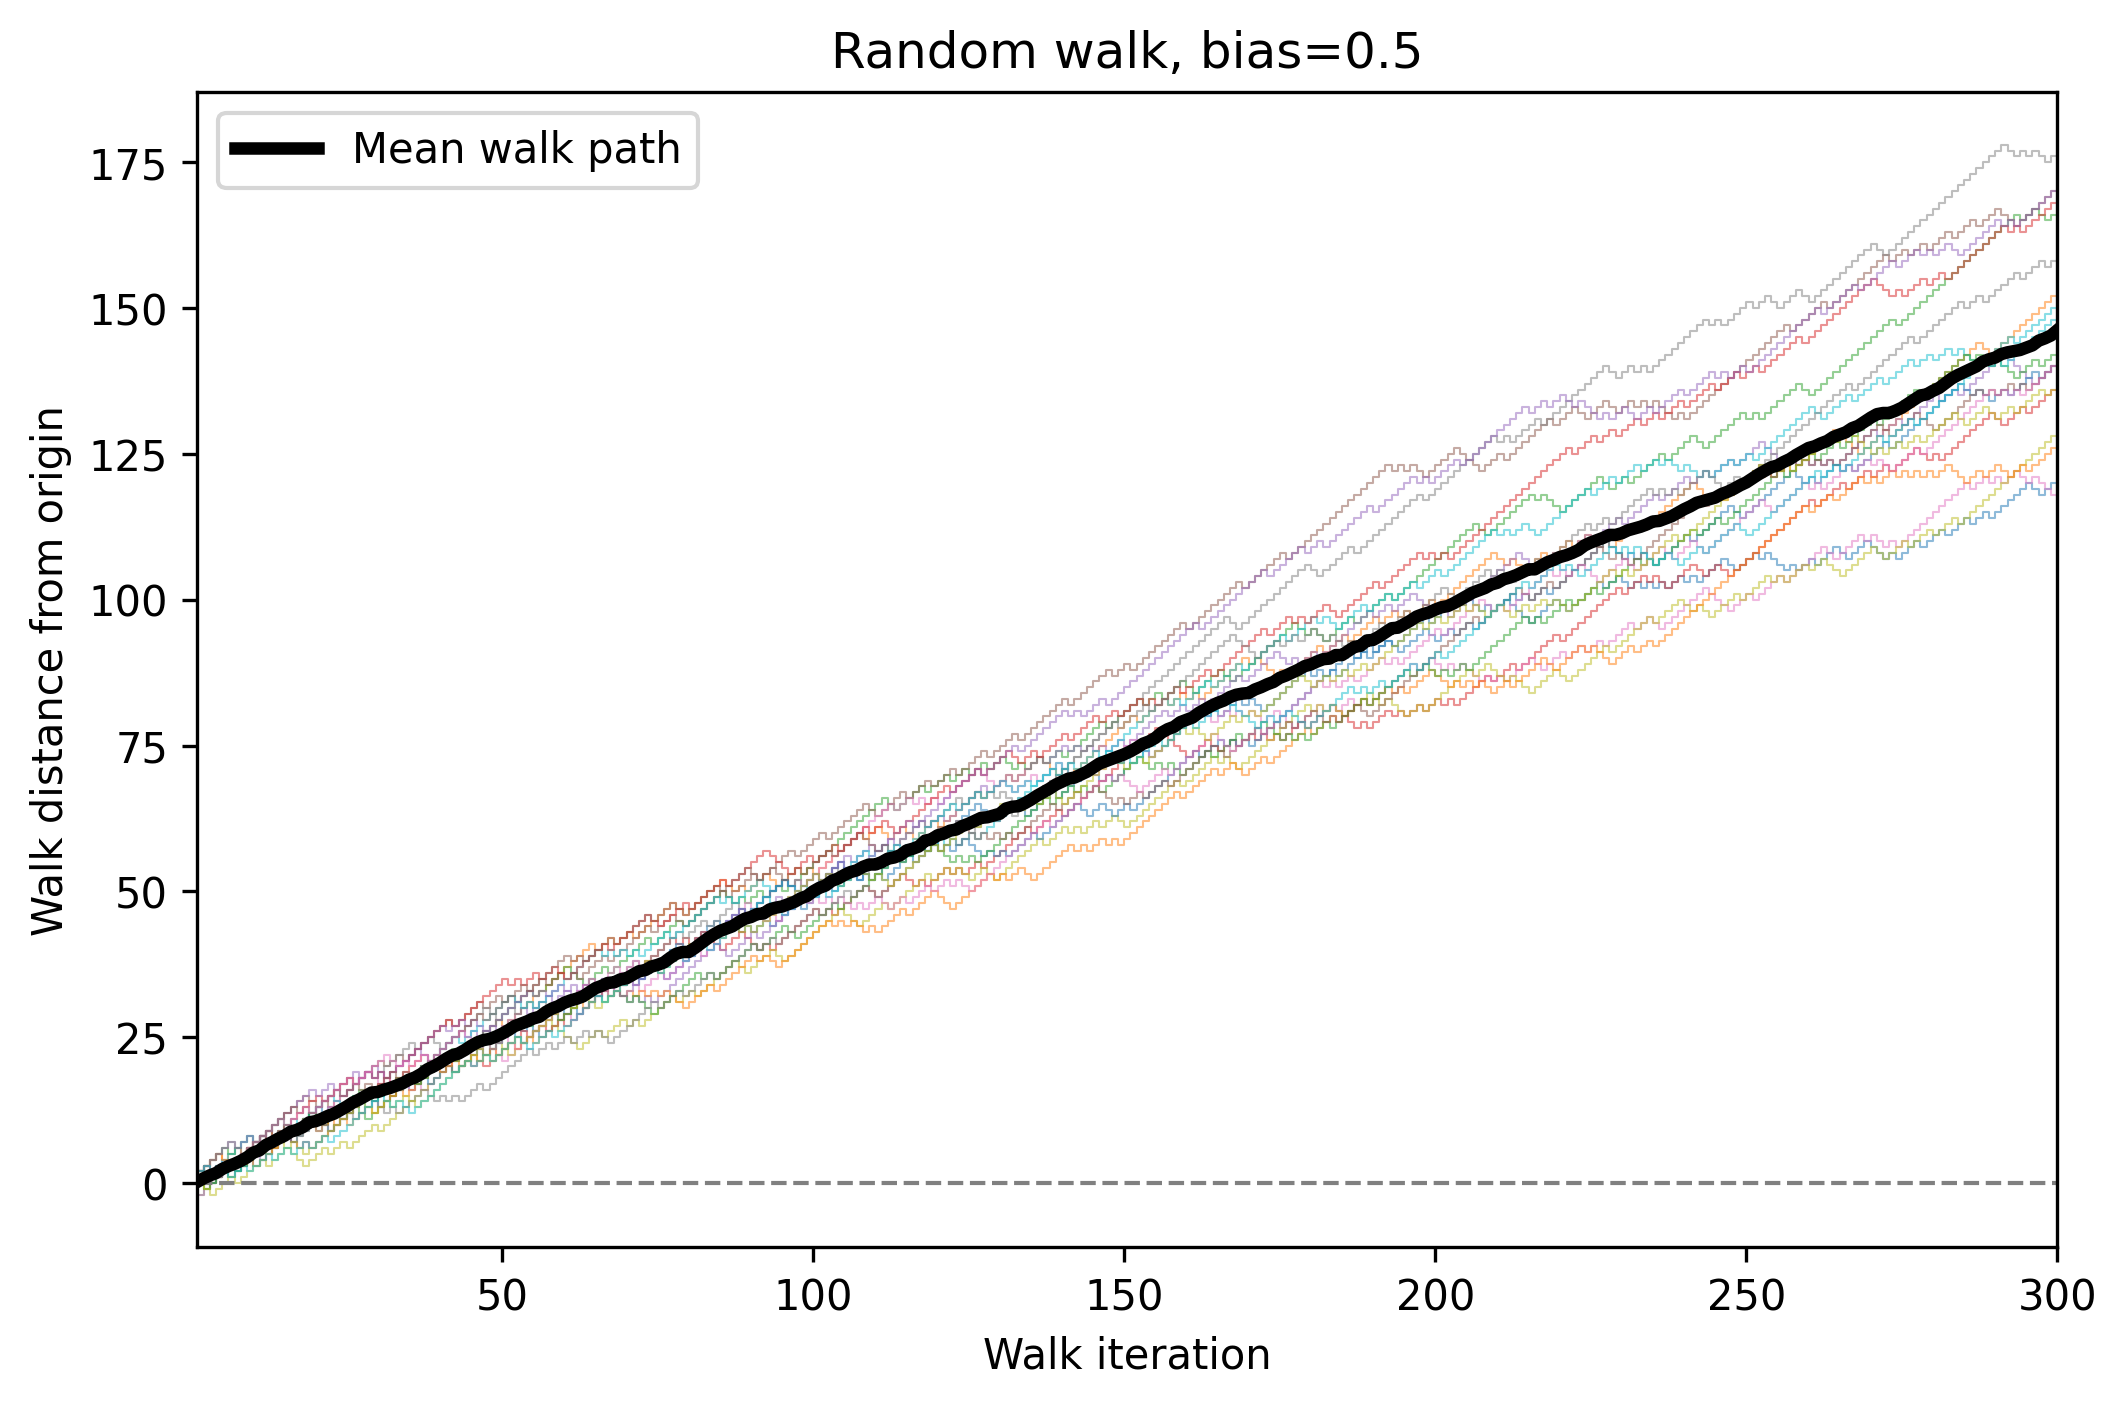 Random walk, bias=0.5
Mean walk path
175
150
125
100
75
50
25
0
Walk distance from origin
50 100 150 200 250 300
Walk iteration